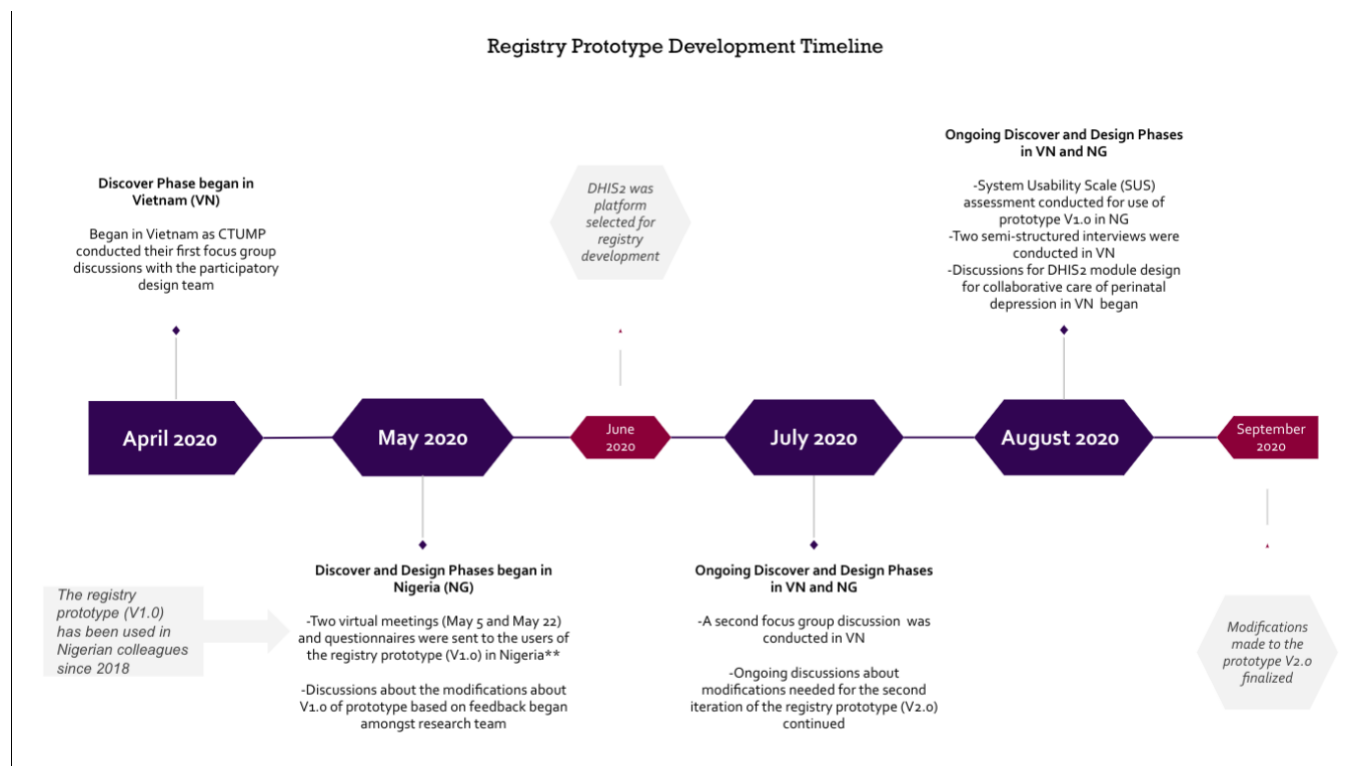 Registry Prototype Development Timeline
Discover Phase began in
Vietnam (VN)
Began in Vietnam as CTUMP
conducted their first focus group
discussions with the participatory
design team
DHIS2 was
platform
selected for
registry
development
Ongoing Discover and Design Phases
in VN and NG
-System Usability Scale (SUS)
assessment conducted for use of
prototype V1.0 in NG
-Two semi-structured interviews were
conducted in VN
-Discussions for DHIS2 module design
for collaborative care of perinatal
depression in VN began
April 2020
May 2020
June
2020
July 2020
August 2020
September
2020
The registry
prototype (V1.0)
has been used in
Nigerian colleagues
since 2018
Discover and Design Phases began in
Nigeria (NG)
-Two virtual meetings (May 5 and May 22)
and questionnaires were sent to the users of
the registry prototype (V1.0) in Nigeria**
-Discussions about the modifications about
V1.0 of prototype based on feedback began
amongst research team
Ongoing Discover and Design Phases
in VN and NG
-A second focus group discussion was
conducted in VN
-Ongoing discussions about
modifications needed for the second
iteration of the registry prototype (V2.0)
continued
Modifications
made to the
prototype V2.0
finalized